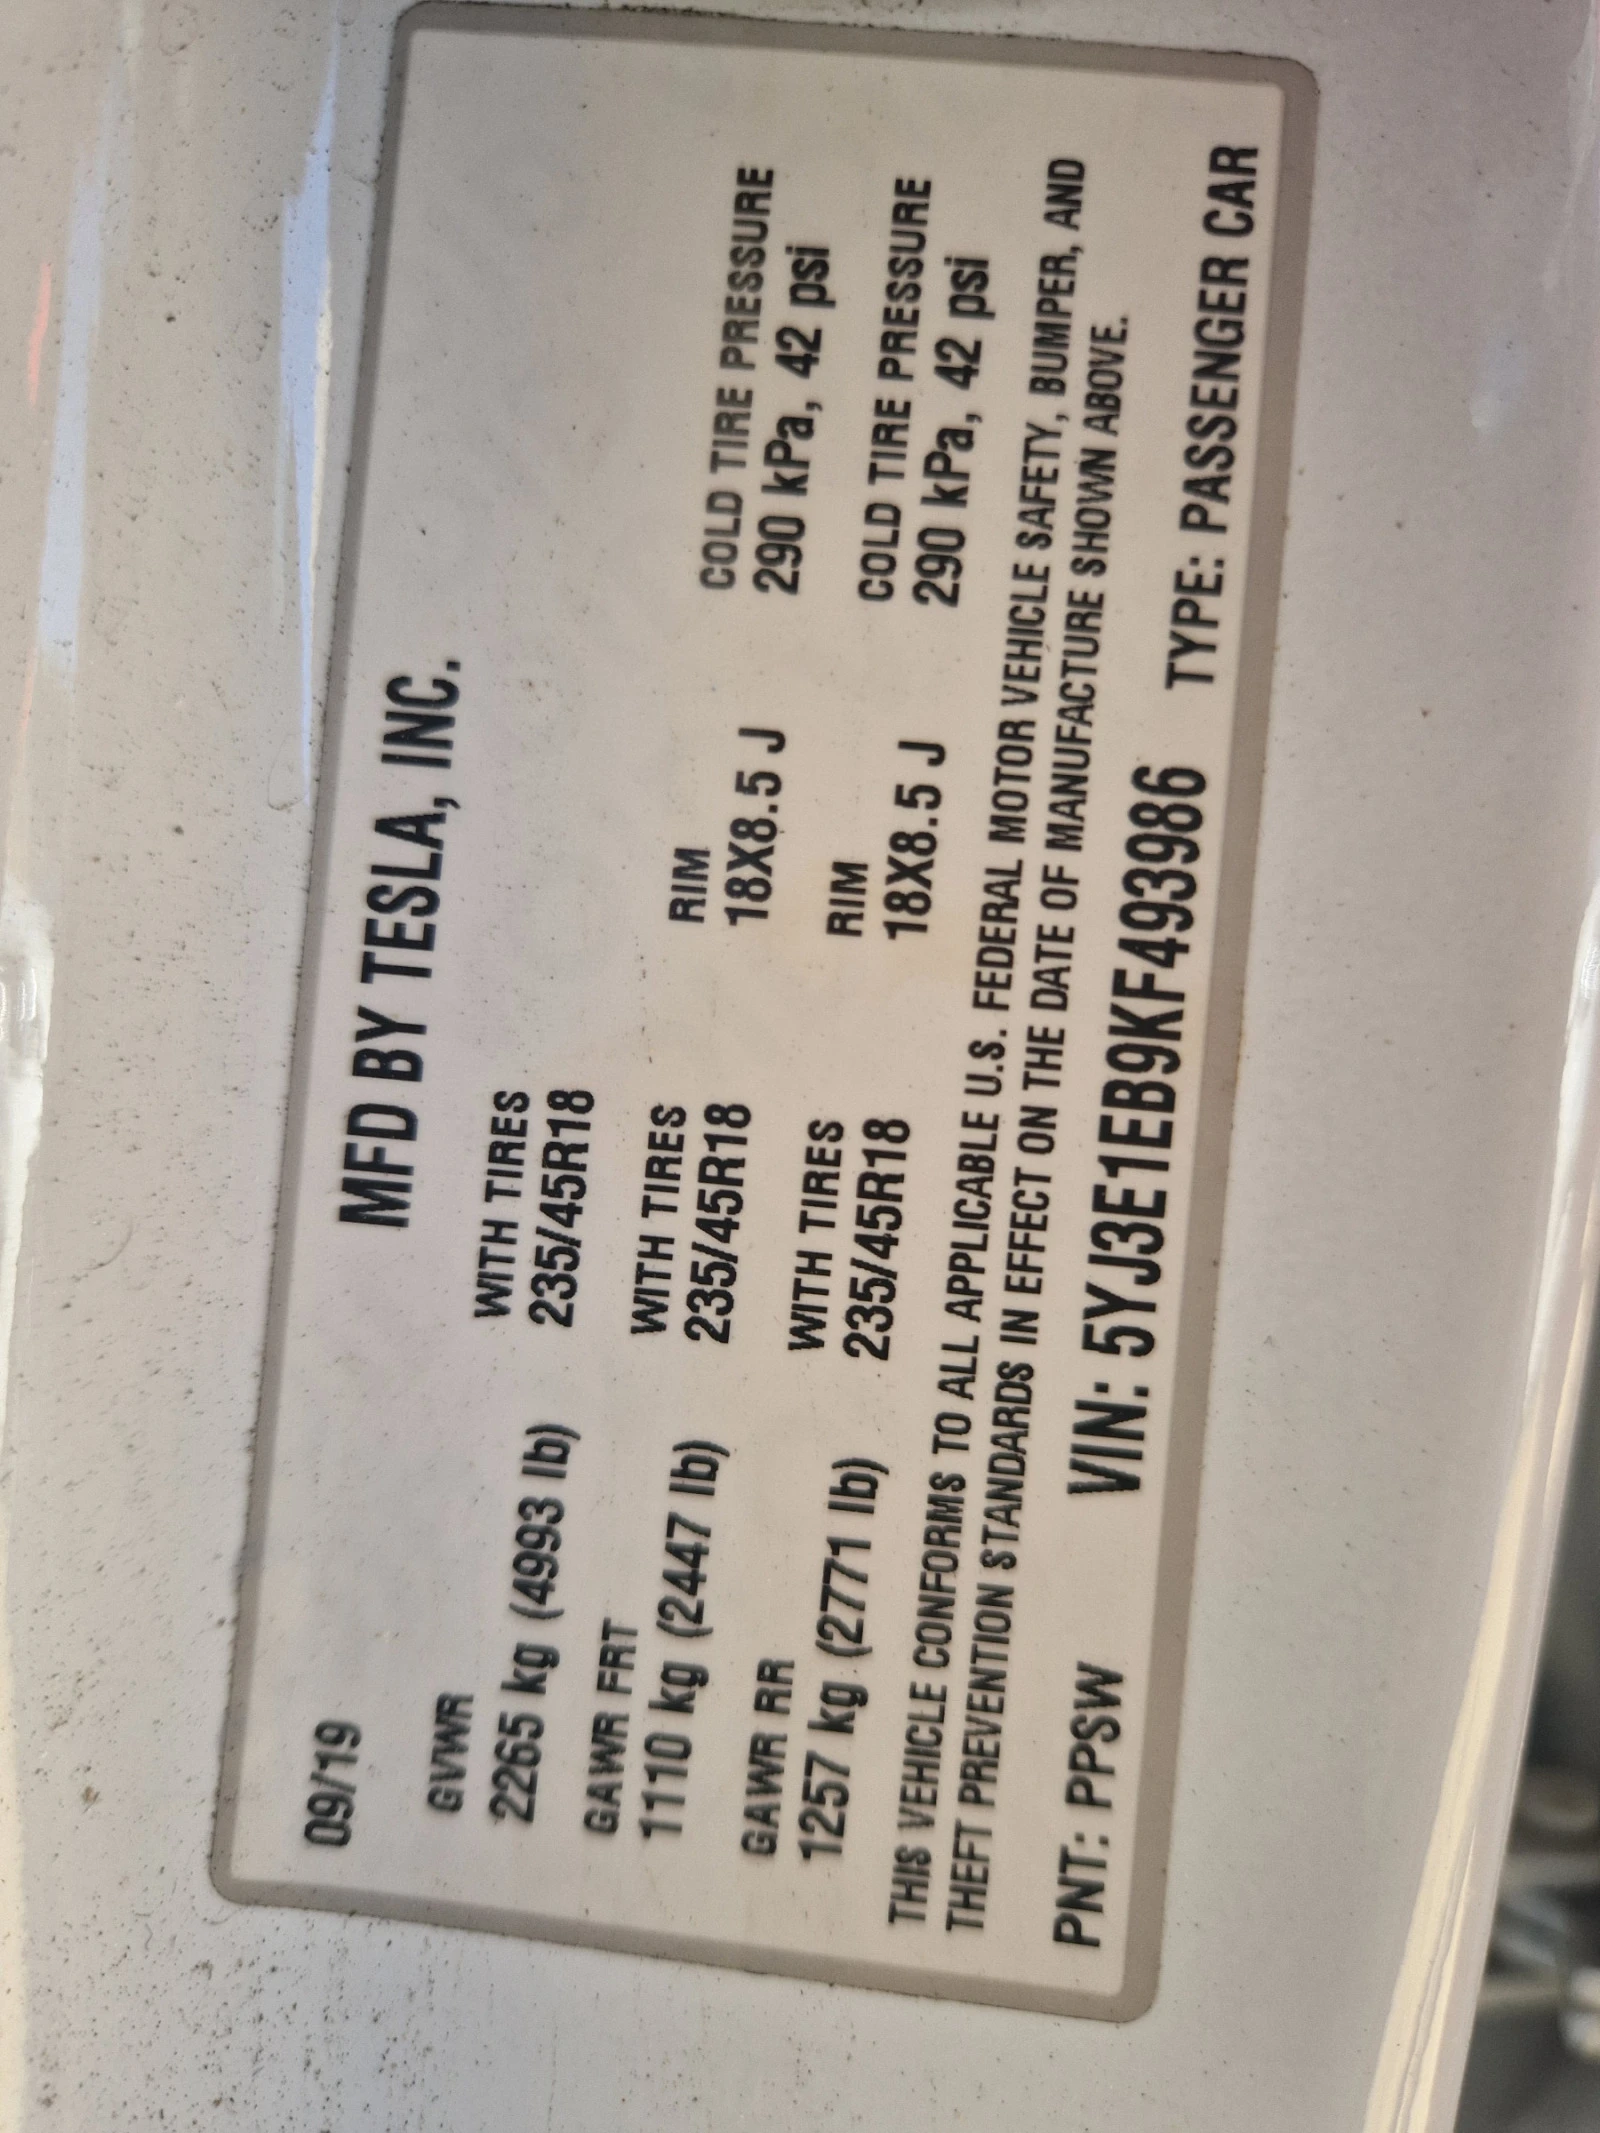 09/19
MFD BY TESLA, INC.
GVWR WITH TIRES
2265 kg (4993 lb) 235/45R18
GAWR FRT WITH TIRES RIM COLD TIRE PRESSURE
1110 kg (2447 lb) 235/45R18 18X8.5 J 290 kPa, 42 psi
GAWR RR WITH TIRES RIM COLD TIRE PRESSURE
1257 kg (2771 lb) 235/45R18 18X8.5 J 290 kPa, 42 psi
THIS VEHICLE CONFORMS TO ALL APPLICABLE U.S. FEDERAL MOTOR VEHICLE SAFETY, BUMPER, AND
THEFT PREVENTION STANDARDS IN EFFECT ON THE DATE OF MANUFACTURE SHOWN ABOVE.
PNT: PPSW VIN: 5YJ3E1EB9KF493986 TYPE: PASSENGER CAR